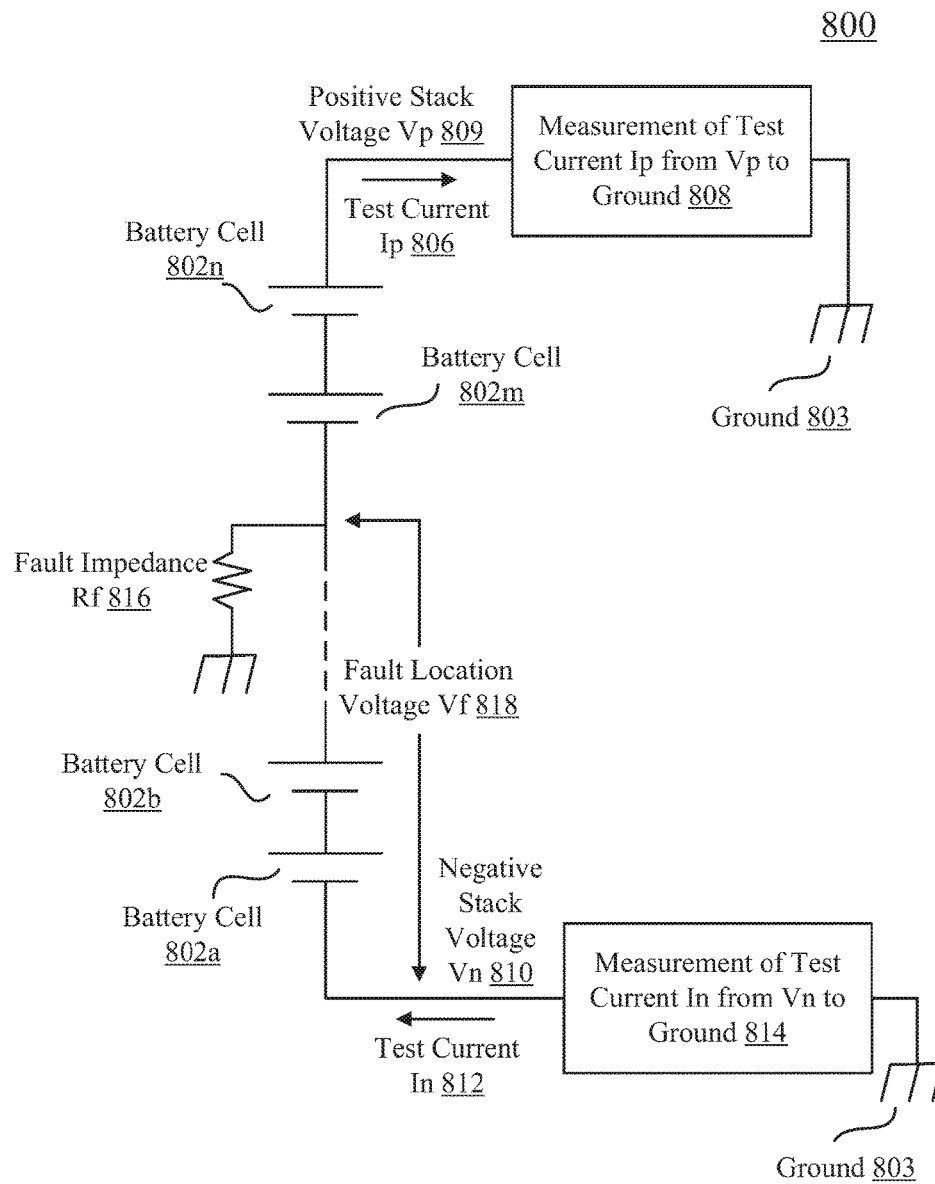 800
Positive Stack
Voltage Vp 809
Measurement of Test
Current Ip from Vp to
Ground 808
Test Current
Ip 806
Battery Cell
802n
Battery Cell
802m
Ground 803
Fault Impedance
Rf 816
Fault Location
Voltage Vf 818
Battery Cell
802b
Battery Cell
802a
Negative
Stack
Voltage
Vn 810
Measurement of Test
Current In from Vn to
Ground 814
Test Current
In 812
Ground 803